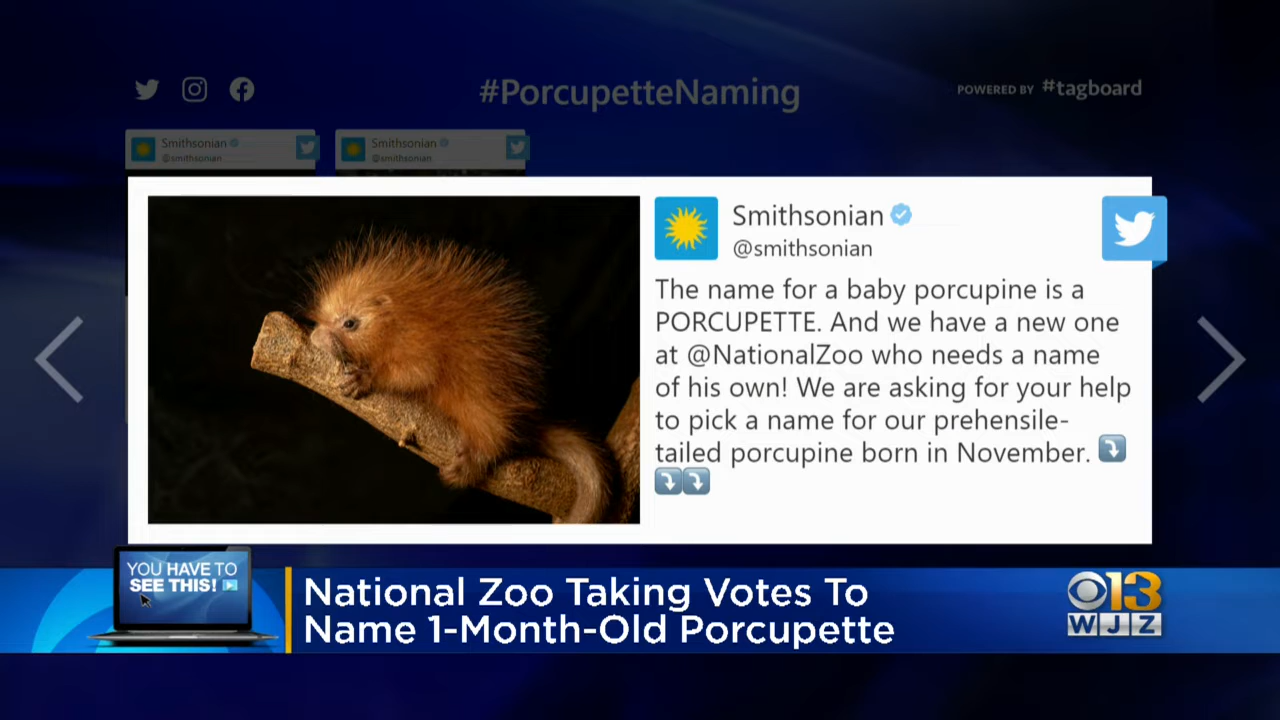 #PorcupetteNaming
POWERED BY #tagboard
Smithsonian
@smithsonian
Smithsonian
@smithsonian
Smithsonian
@smithsonian
The name for a baby porcupine is a
PORCUPETTE. And we have a new one
at @NationalZoo who needs a name
of his own! We are asking for your help
to pick a name for our prehensile-
tailed porcupine born in November.
YOU HAVE TO
SEE THIS!
National Zoo Taking Votes To
Name 1-Month-Old Porcupette
13
WJZ